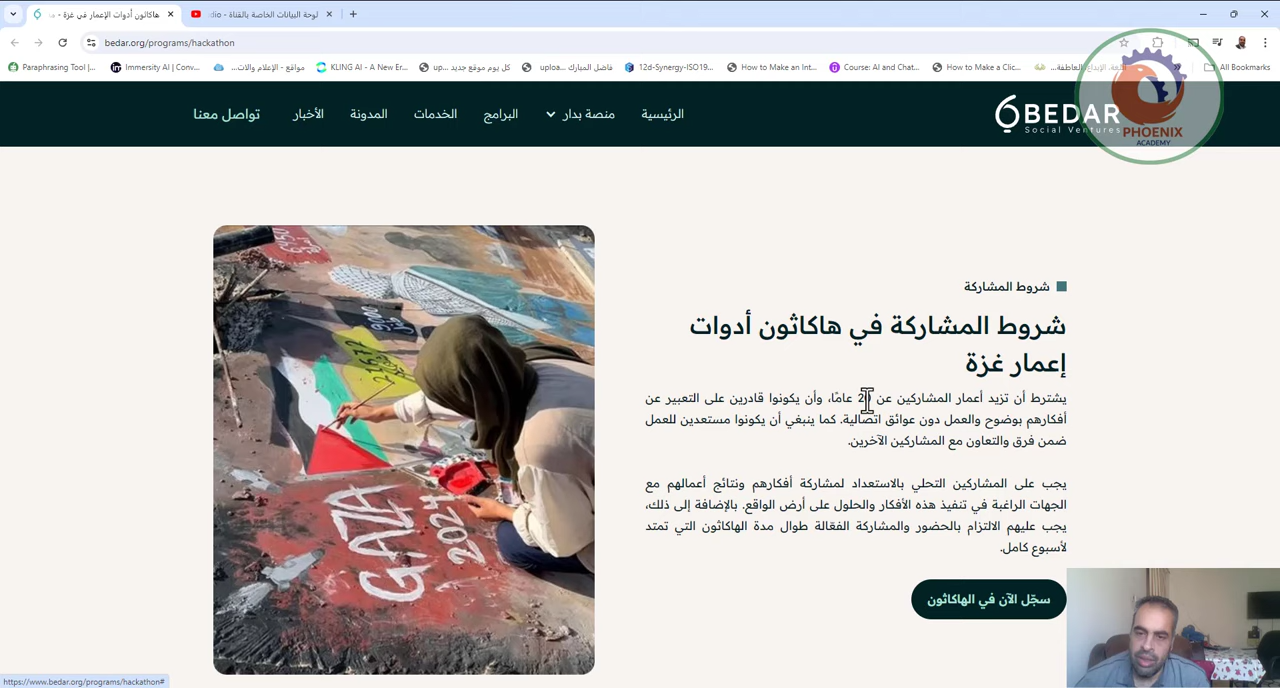 هاكاثون أدوات الإعمار في غزة
لوحة البيانات الخاصة بالقناة
bedar.org/programs/hackathon
Paraphrasing Tool |...
Immersity AI | Conv...
KLING AI - A New Er...
مواقع - الإعلام والات...
كل يوم موقع جديد
uploa... فاضل المبارك
12d-Synergy-ISO19...
How to Make an Int...
Course: AI and Chat...
How to Make a Clic...
All Bookmarks
BEDAR
Social Ventures
الرئيسية
منصة بدار
البرامج
الخدمات
المدونة
الأخبار
تواصل معنا
PHOENIX
ACADEMY
شروط المشاركة
شروط المشاركة في هاكاثون أدوات
إعمار غزة
يشترط أن تزيد أعمار المشاركين عن عامًا، وأن يكونوا قادرين على التعبير عن
أفكارهم بوضوح والعمل دون عوائق اتصالية. كما ينبغي أن يكونوا مستعدين للعمل
ضمن فرق والتعاون مع المشاركين الآخرين.
يجب على المشاركين التحلي بالاستعداد لمشاركة أفكارهم ونتائج أعمالهم مع
الجهات الراغبة في تنفيذ هذه الأفكار والحلول على أرض الواقع. بالإضافة إلى ذلك،
يجب عليهم الالتزام بالحضور والمشاركة الفعّالة طوال مدة الهاكاثون التي تمتد
لأسبوع كامل.
سجّل الآن في الهاكاثون
GAZA
2024
https://www.bedar.org/programs/hackathon#